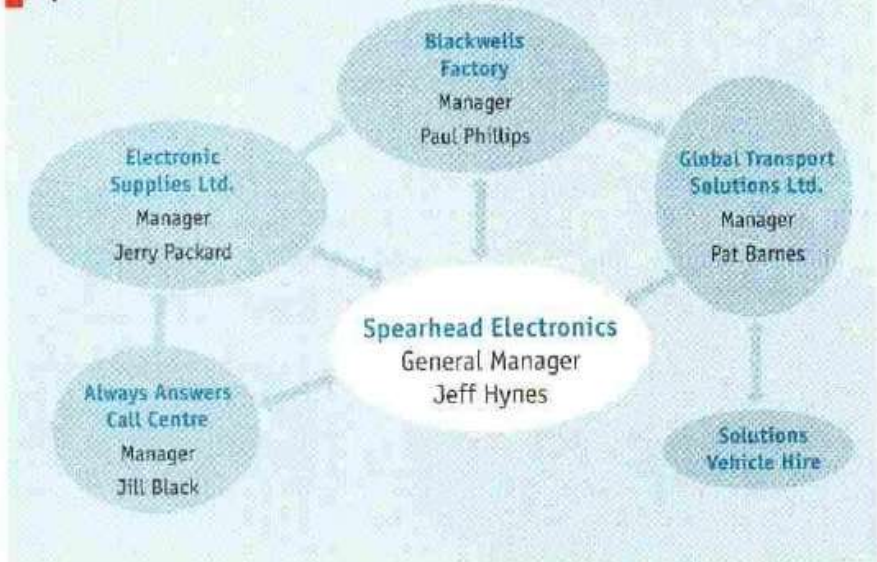 Blackwells
Factory
Manager
Paul Phillips
Electronic
Supplies Ltd.
Manager
Jerry Packard
Global Transport
Solutions Ltd.
Manager
Pat Barnes
Spearhead Electronics
General Manager
Jeff Hynes
Always Answers
Call Centre
Manager
Jill Black
Solutions
Vehicle Hire